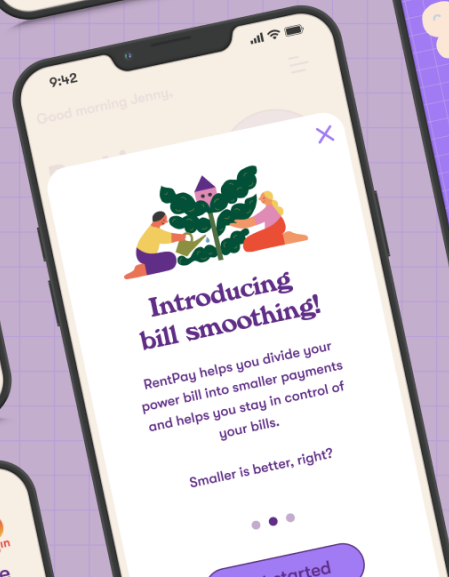 9:42
Good morning Jenny,
Introducing
bill smoothing!
RentPay helps you divide your
power bill into smaller payments
and helps you stay in control of
your bills.
Smaller is better, right?
started